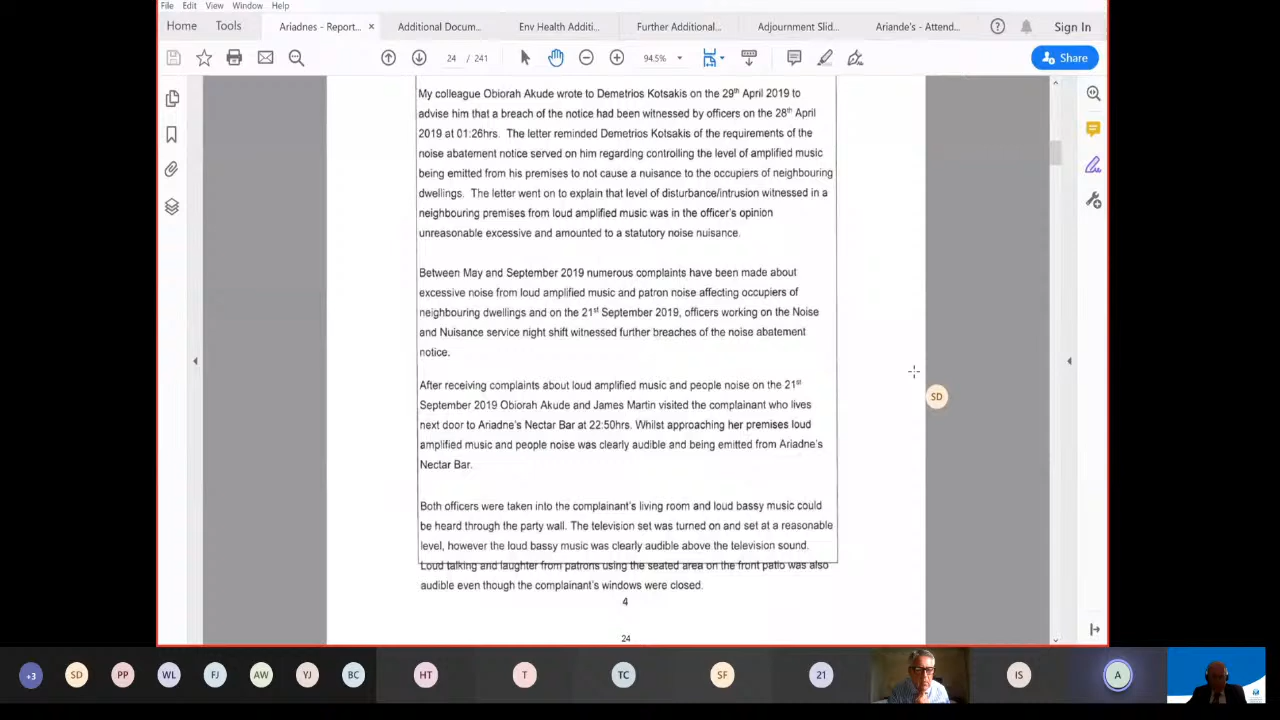 File Edit View Window Help
Home Tools Ariadnes - Report... × Additional Docum... Env Health Additi... Further Additional... Adjournment Slid... Ariande's - Attend... Sign In
24 / 241 94.5% Share
My colleague Obiorah Akude wrote to Demetrios Kotsakis on the 29th April 2019 to
advise him that a breach of the notice had been witnessed by officers on the 28th April
2019 at 01:26hrs. The letter reminded Demetrios Kotsakis of the requirements of the
noise abatement notice served on him regarding controlling the level of amplified music
being emitted from his premises to not cause a nuisance to the occupiers of neighbouring
dwellings. The letter went on to explain that level of disturbance/intrusion witnessed in a
neighbouring premises from loud amplified music was in the officer's opinion
unreasonable excessive and amounted to a statutory noise nuisance.
Between May and September 2019 numerous complaints have been made about
excessive noise from loud amplified music and patron noise affecting occupiers of
neighbouring dwellings and on the 21st September 2019, officers working on the Noise
and Nuisance service night shift witnessed further breaches of the noise abatement
notice.
After receiving complaints about loud amplified music and people noise on the 21st
September 2019 Obiorah Akude and James Martin visited the complainant who lives
next door to Ariadne's Nectar Bar at 22:50hrs. Whilst approaching her premises loud
amplified music and people noise was clearly audible and being emitted from Ariadne's
Nectar Bar.
Both officers were taken into the complainant's living room and loud bassy music could
be heard through the party wall. The television set was turned on and set at a reasonable
level, however the loud bassy music was clearly audible above the television sound.
Loud talking and laughter from patrons using the seated area on the front patio was also
audible even though the complainant's windows were closed.
4
24
SD
+3 SD PP WL FJ AW YJ BC HT T TC SF 21 IS A